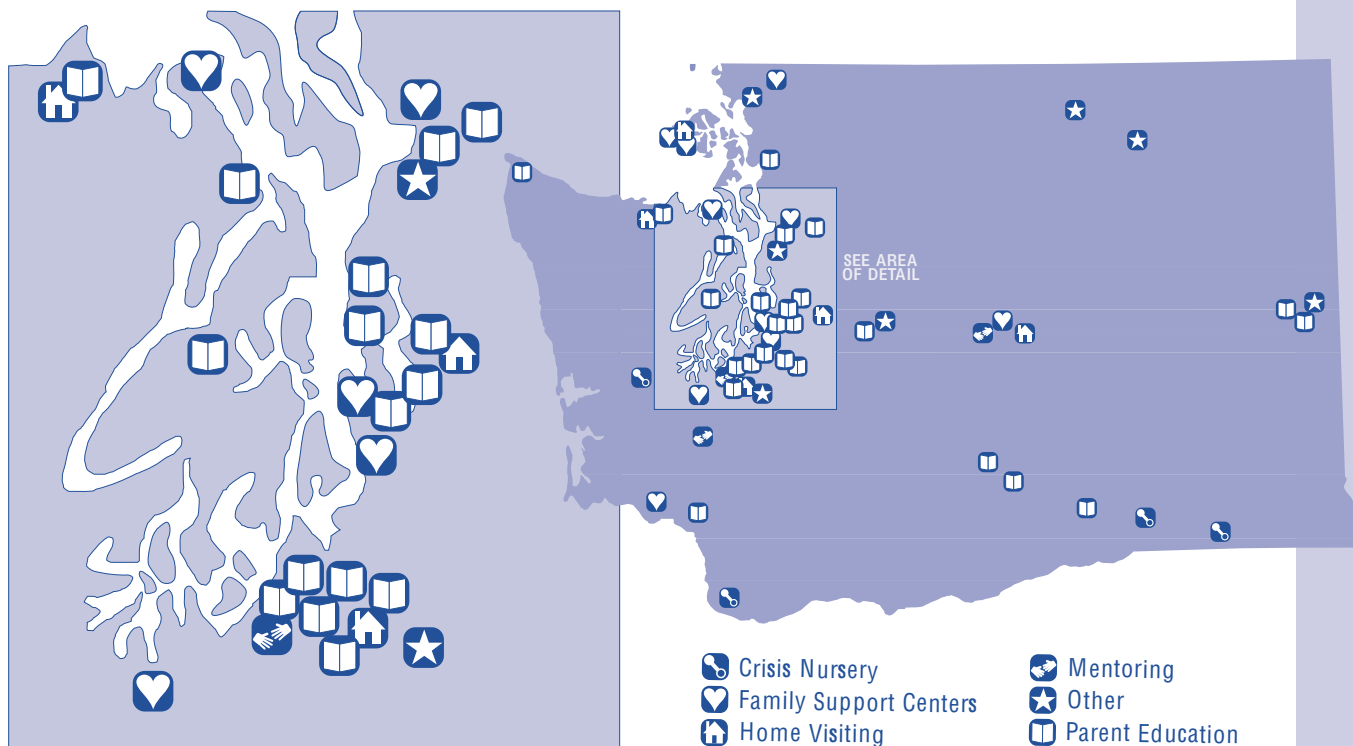 SEE AREA
OF DETAIL
Crisis Nursery
Family Support Centers
Home Visiting
Mentoring
Other
Parent Education